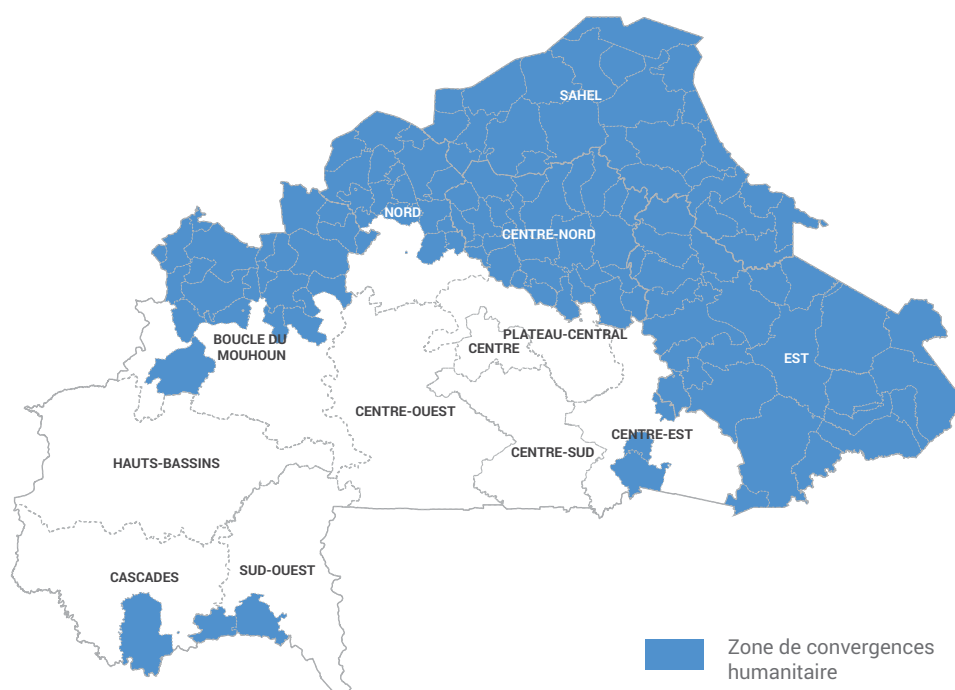 SAHEL
NORD
CENTRE-NORD
BOUCLE DU
MOUHOUN
PLATEAU-CENTRAL
CENTRE
EST
CENTRE-OUEST
CENTRE-EST
CENTRE-SUD
HAUTS-BASSINS
SUD-OUEST
CASCADES
Zone de convergences
humanitaire